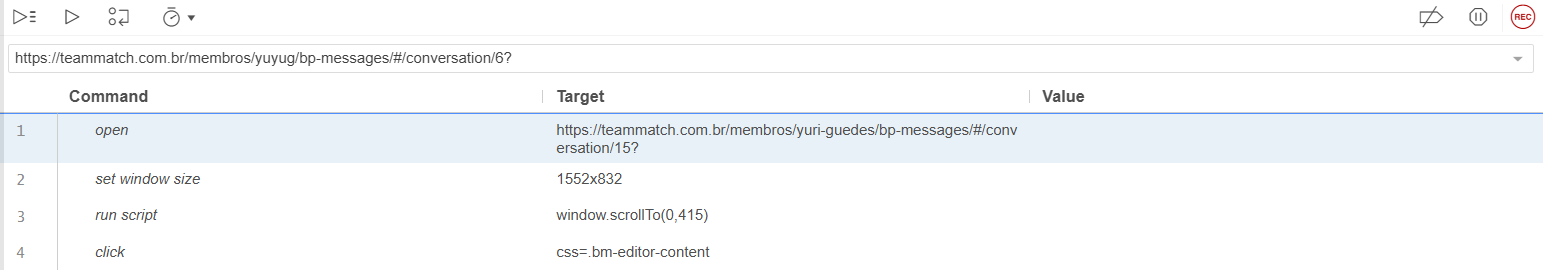 REC
https://teammatch.com.br/membros/yuyug/bp-messages/#/conversation/6?
Command Target Value
1 open https://teammatch.com.br/membros/yuri-guedes/bp-messages/#/conv
ersation/15?
2 set window size 1552x832
3 run script window.scrollTo(0,415)
4 click css=.bm-editor-content